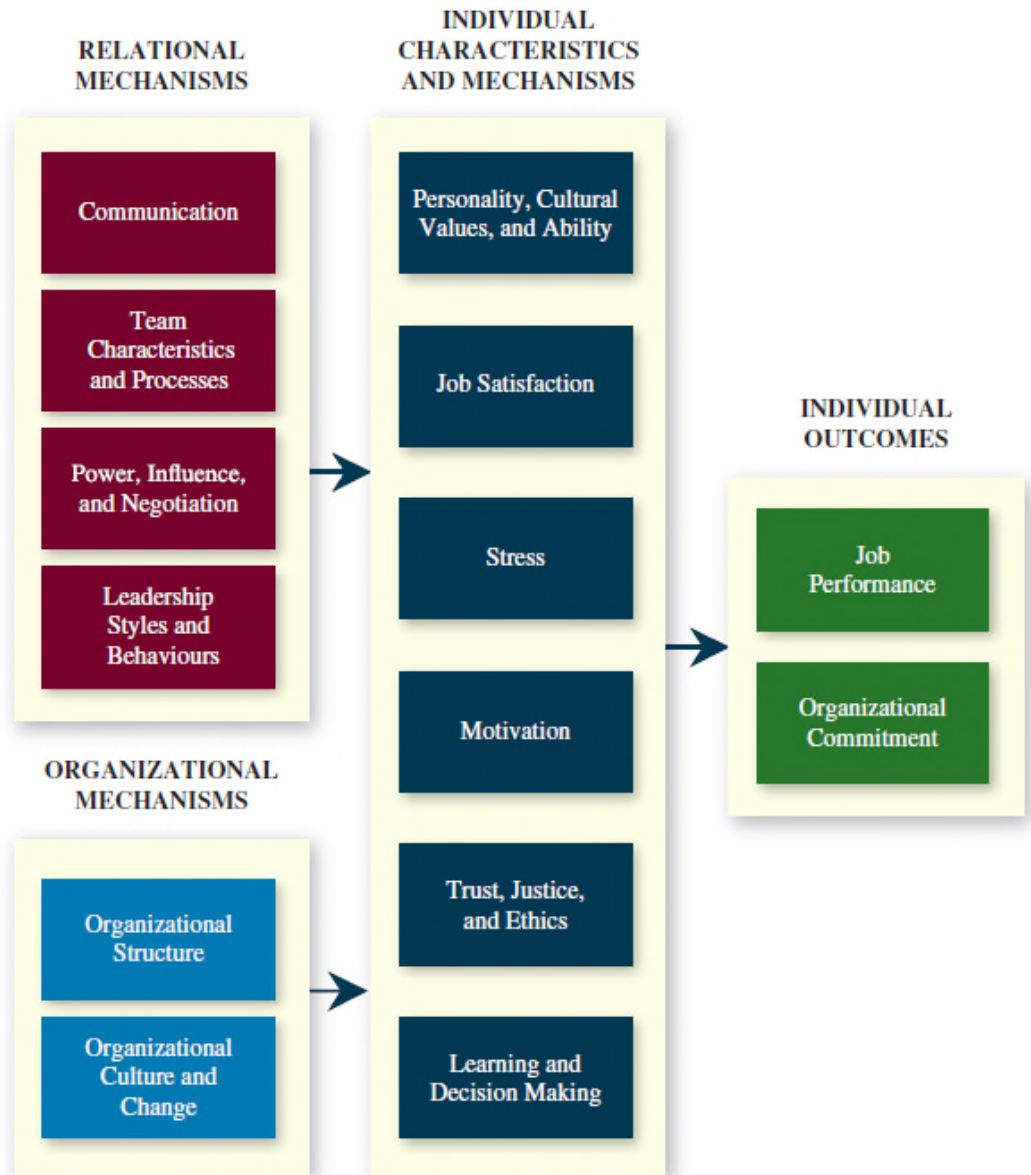 RELATIONAL
MECHANISMS
Communication
Team
Characteristics
and Processes
Power, Influence,
and Negotiation
Leadership
Styles and
Behaviours
ORGANIZATIONAL
MECHANISMS
Organizational
Structure
Organizational
Culture and
Change
INDIVIDUAL
CHARACTERISTICS
AND MECHANISMS
Personality, Cultural
Values, and Ability
Job Satisfaction
Stress
Motivation
Trust, Justice,
and Ethics
Learning and
Decision Making
INDIVIDUAL
OUTCOMES
Job
Performance
Organizational
Commitment